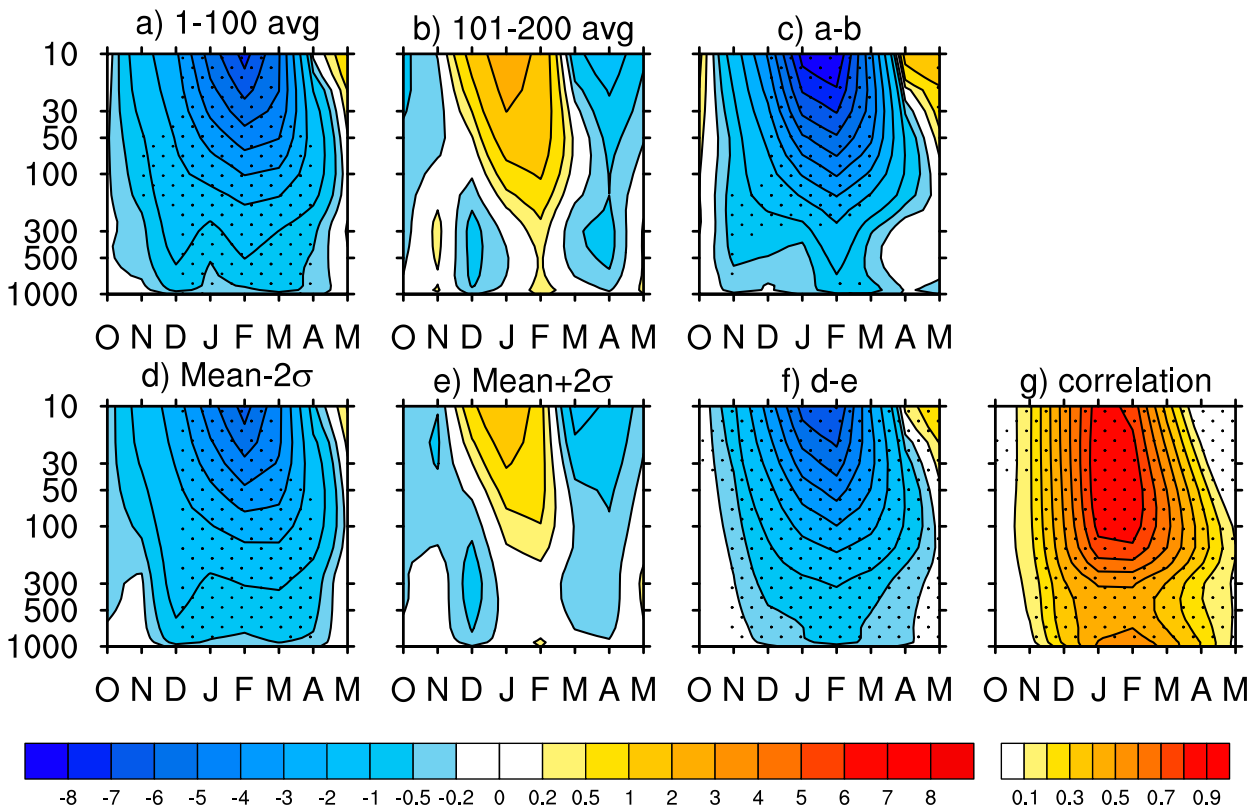 a) 1-100 avg
b) 101-200 avg
c) a-b
10
30
50
100
300
500
1000
O N D J F M A M
O N D J F M A M
O N D J F M A M
d) Mean-2σ
e) Mean+2σ
f) d-e
g) correlation
10
30
50
100
300
500
1000
O N D J F M A M
O N D J F M A M
O N D J F M A M
O N D J F M A M
-8 -7 -6 -5 -4 -3 -2 -1 -0.5 -0.2 0 0.2 0.5 1 2 3 4 5 6 7 8
0.1 0.3 0.5 0.7 0.9